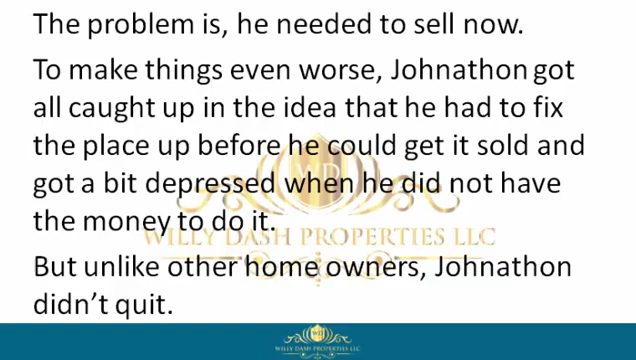 The problem is, he needed to sell now.
To make things even worse, Johnathon got
all caught up in the idea that he had to fix
the place up before he could get it sold and
got a bit depressed when he did not have
the money to do it.
WILLY DASH PROPERTIES LLC
But unlike other home owners, Johnathon
didn’t quit.
WILLY DASH PROPERTIES LLC